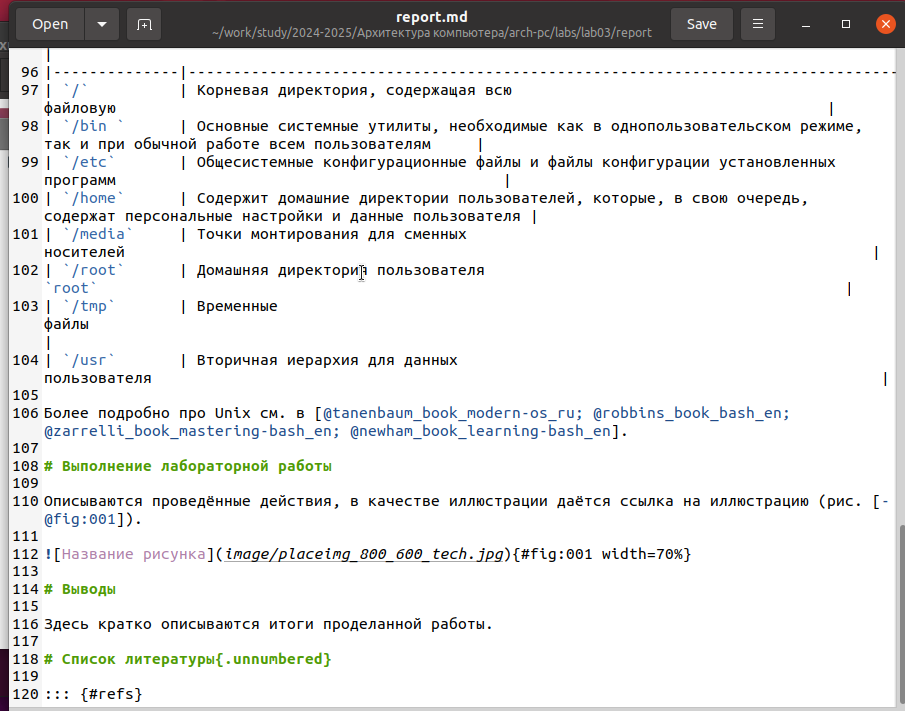 Open
report.md
~/work/study/2024-2025/Архитектура компьютера/arch-pc/labs/lab03/report
Save
|
96 |--------------|-------------------------------------------------------------------------------
97 | `/` | Корневая директория, содержащая всю
файловую |
98 | `/bin ` | Основные системные утилиты, необходимые как в однопользовательском режиме,
так и при обычной работе всем пользователям |
99 | `/etc` | Общесистемные конфигурационные файлы и файлы конфигурации установленных
программ |
100 | `/home` | Содержит домашние директории пользователей, которые, в свою очередь,
содержат персональные настройки и данные пользователя |
101 | `/media` | Точки монтирования для сменных
носителей |
102 | `/root` | Домашняя директория пользователя
`root` |
103 | `/tmp` | Временные
файлы
|
104 | `/usr` | Вторичная иерархия для данных
пользователя |
105
106 Более подробно про Unix см. в [@tanenbaum_book_modern-os_ru; @robbins_book_bash_en;
@zarrelli_book_mastering-bash_en; @newham_book_learning-bash_en].
107
108 # Выполнение лабораторной работы
109
110 Описываются проведённые действия, в качестве иллюстрации даётся ссылка на иллюстрацию (рис. [-
@fig:001]).
111
112 ![Название рисунка](image/placeimg_800_600_tech.jpg){#fig:001 width=70%}
113
114 # Выводы
115
116 Здесь кратко описываются итоги проделанной работы.
117
118 # Список литературы{.unnumbered}
119
120 ::: {#refs}